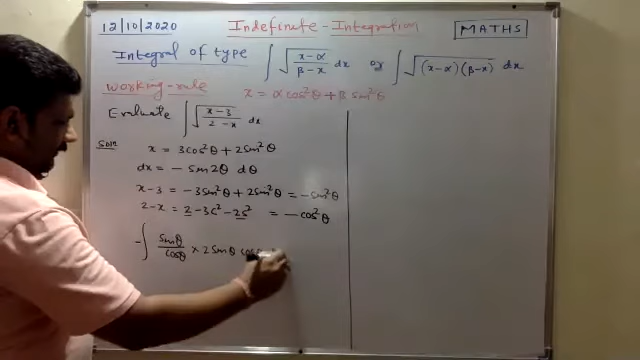 12/10/2020
Indefinite - Integration
MATHS
Integral of type ∫ √((x-α)/(β-x)) dx or ∫ √((x-α)(β-x)) dx
Working-rule x = α cos²θ + β sin²θ
Evaluate ∫ √((x-3)/(2-x)) dx
Soln x = 3cos²θ + 2sin²θ
dx = - sin2θ dθ
x-3 = -3sin²θ + 2sin²θ = -sin²θ
2-x = 2-3c²-2s² = -cos²θ
-∫ sinθ/cosθ × 2 sinθ cosθ